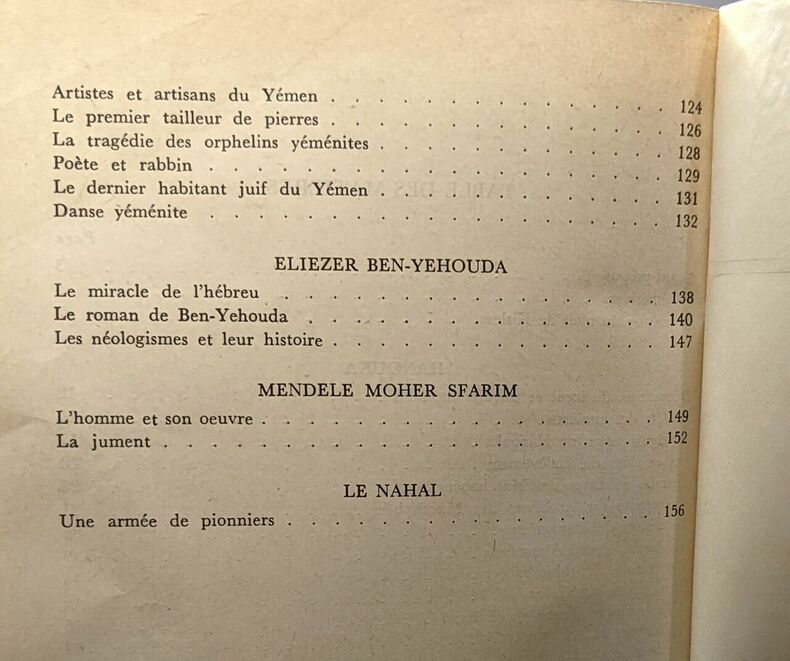 Artistes et artisans du Yémen . . . . . . . . . . . . . . . . 124
Le premier tailleur de pierres . . . . . . . . . . . . . . . . 126
La tragédie des orphelins yéménites . . . . . . . . . . . . . 128
Poète et rabbin . . . . . . . . . . . . . . . . . . . . . 129
Le dernier habitant juif du Yémen . . . . . . . . . . . . . 131
Danse yéménite . . . . . . . . . . . . . . . . . . . . . 132
ELIEZER BEN-YEHOUDA
Le miracle de l'hébreu . . . . . . . . . . . . . . . . . . 138
Le roman de Ben-Yehouda . . . . . . . . . . . . . . . . . 140
Les néologismes et leur histoire . . . . . . . . . . . . . . . 147
MENDELE MOHER SFARIM
L'homme et son oeuvre . . . . . . . . . . . . . . . . . . 149
La jument . . . . . . . . . . . . . . . . . . . . . . . 152
LE NAHAL
Une armée de pionniers . . . . . . . . . . . . . . . . . 156